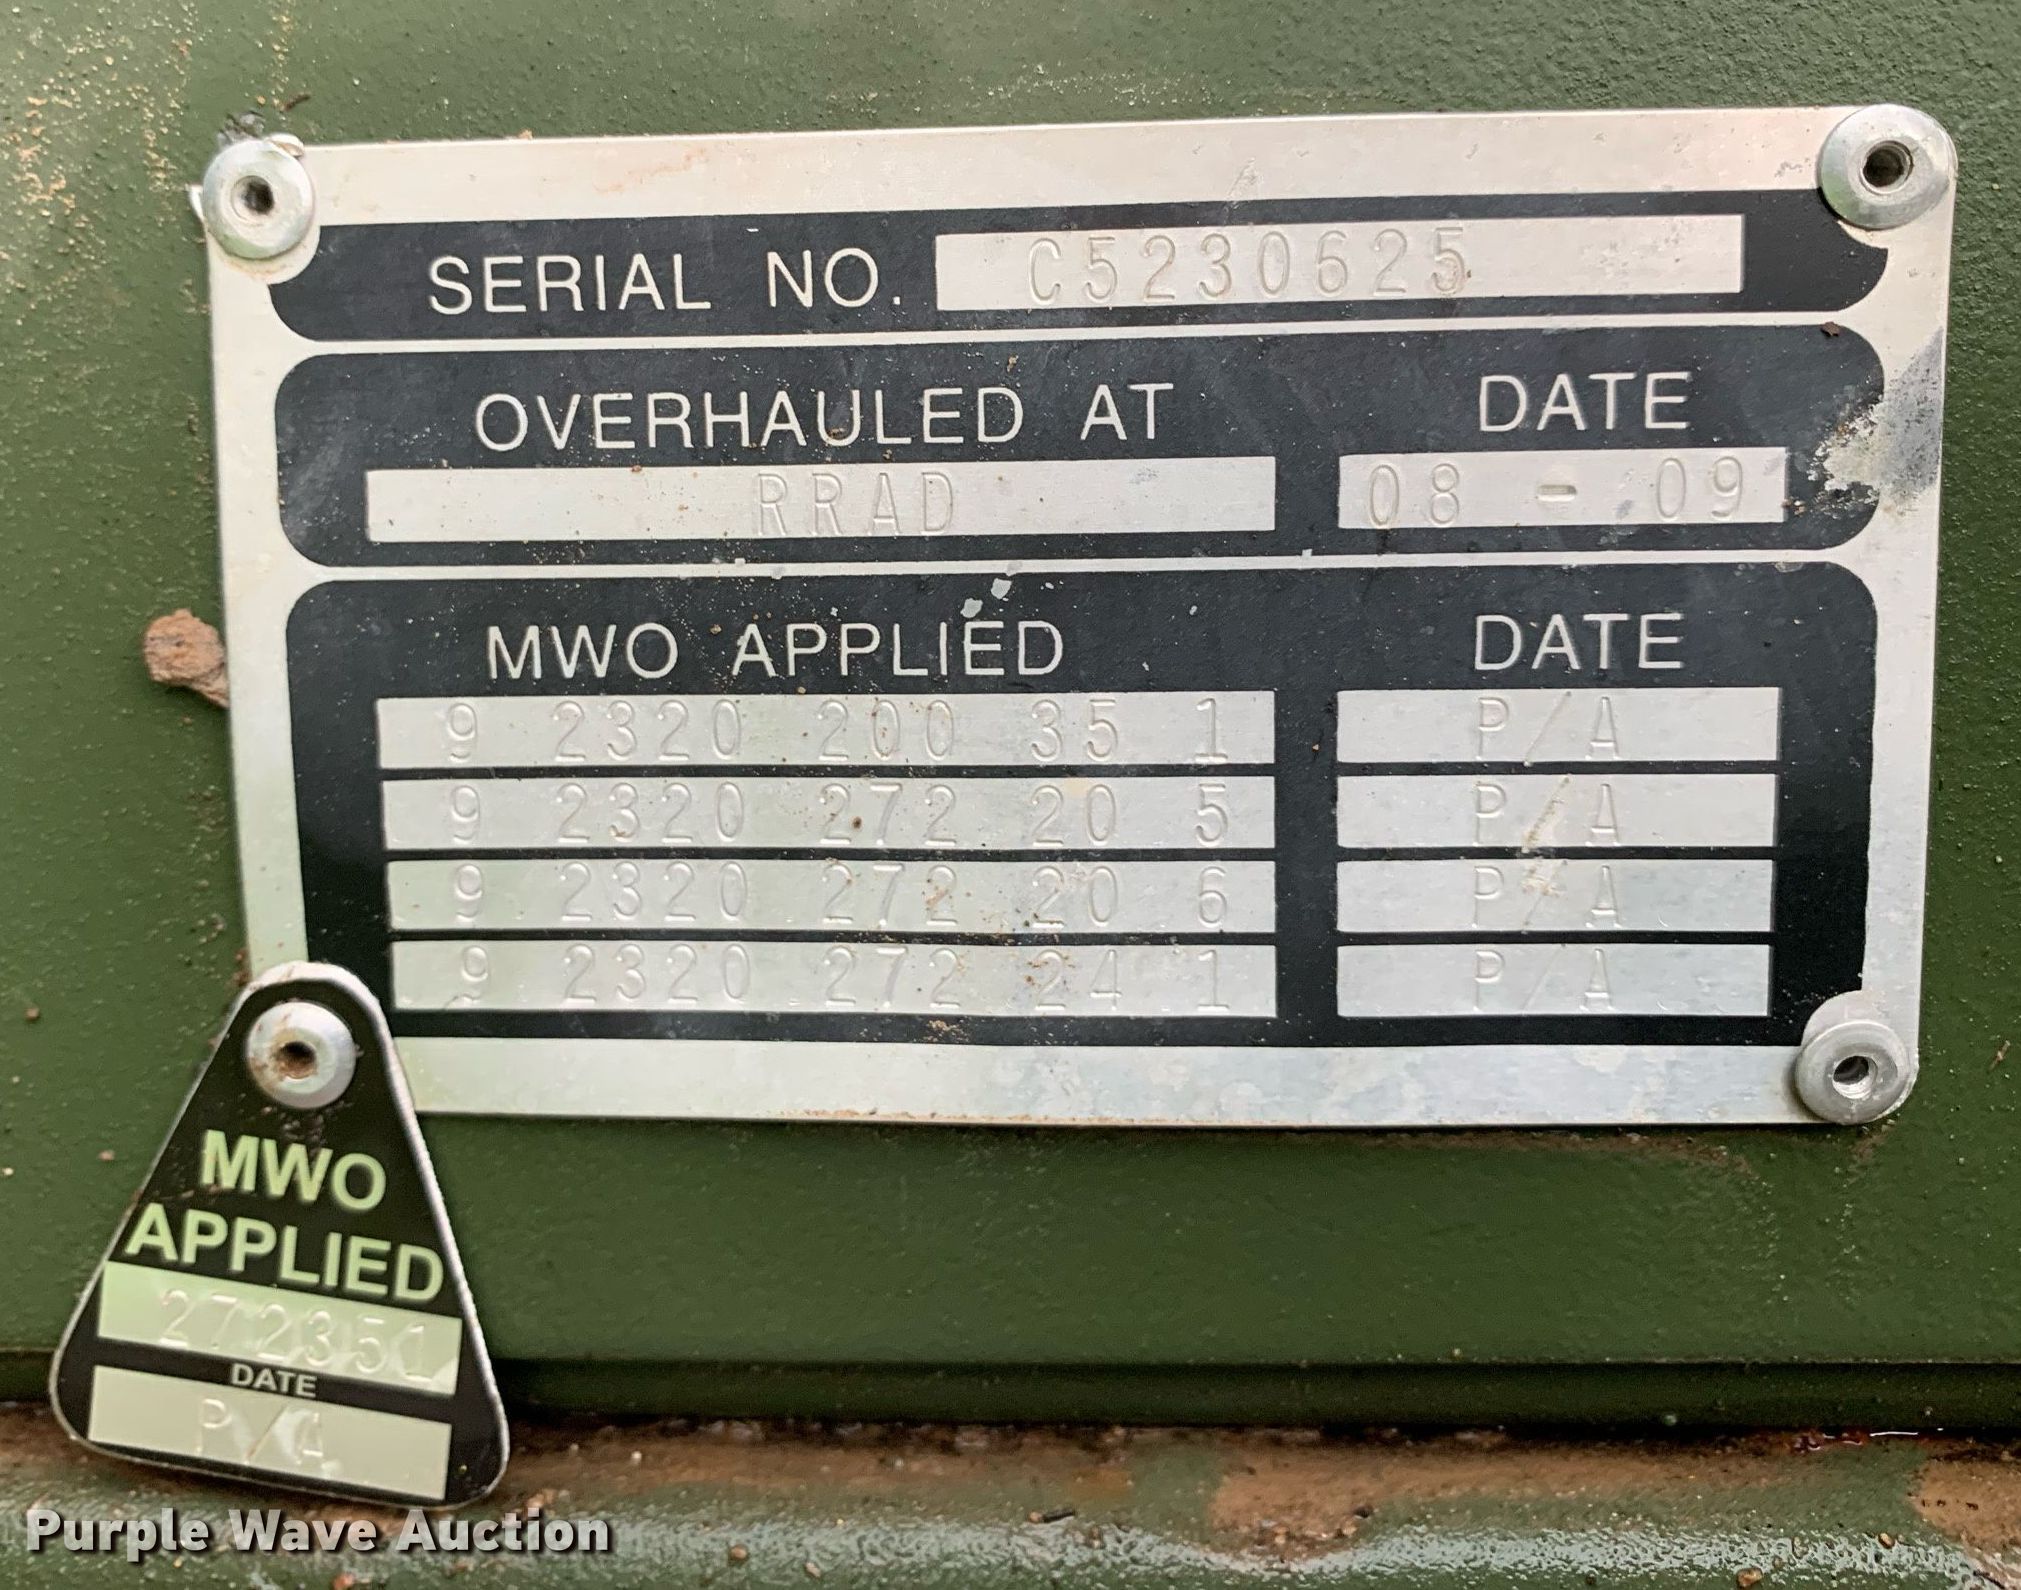 SERIAL NO. C5230625
OVERHAULED AT DATE
RRAD 08 - 09
MWO APPLIED DATE
9 2320 200 35 1 P/A
9 2320 272 20 5 P/A
9 2320 272 20 6 P/A
9 2320 272 24 1 P/A
MWO
APPLIED
272351
DATE
P/A
Purple Wave Auction